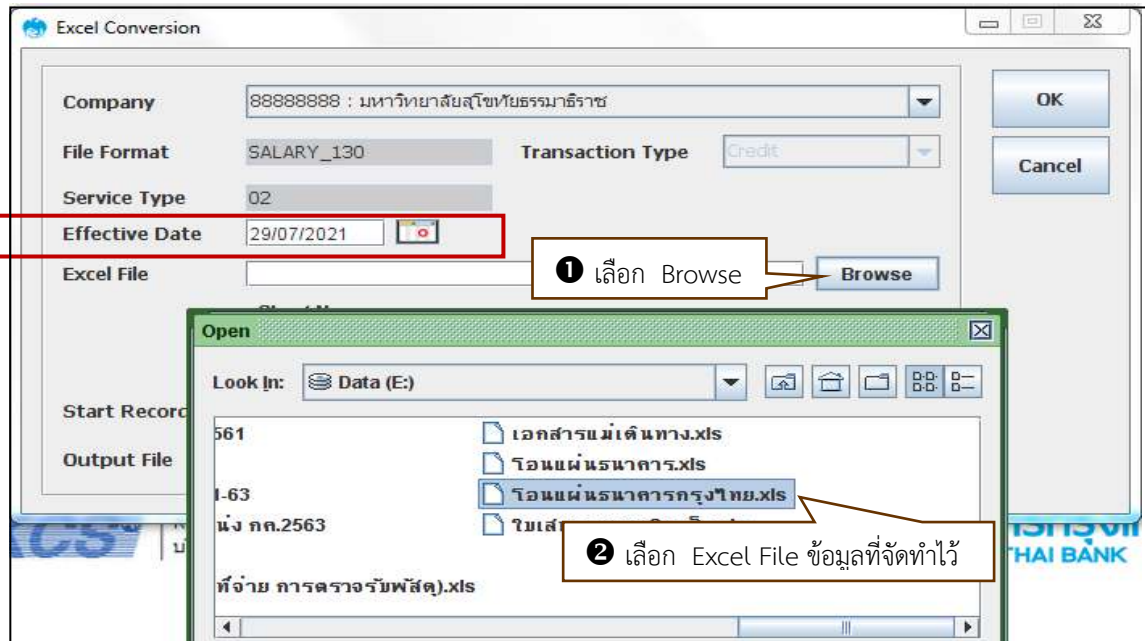 Excel Conversion
Company 88888888 : มหาวิทยาลัยสุโขทัยธรรมาธิราช
OK
File Format SALARY_130 Transaction Type Credit
Cancel
Service Type 02
Effective Date 29/07/2021
❶ เลือก Browse
Excel File Browse
Open
Look In: Data (E:)
Start Record
561 เอกสารแม่เดินทาง.xls
Output File
โอนแผ่นธนาคาร.xls
-63 โอนแผ่นธนาคารกรุงไทย.xls
กค.2563
❷ เลือก Excel File ข้อมูลที่จัดทำไว้
THAI BANK
ที่จ่าย การตรวจรับพัสดุ).xls